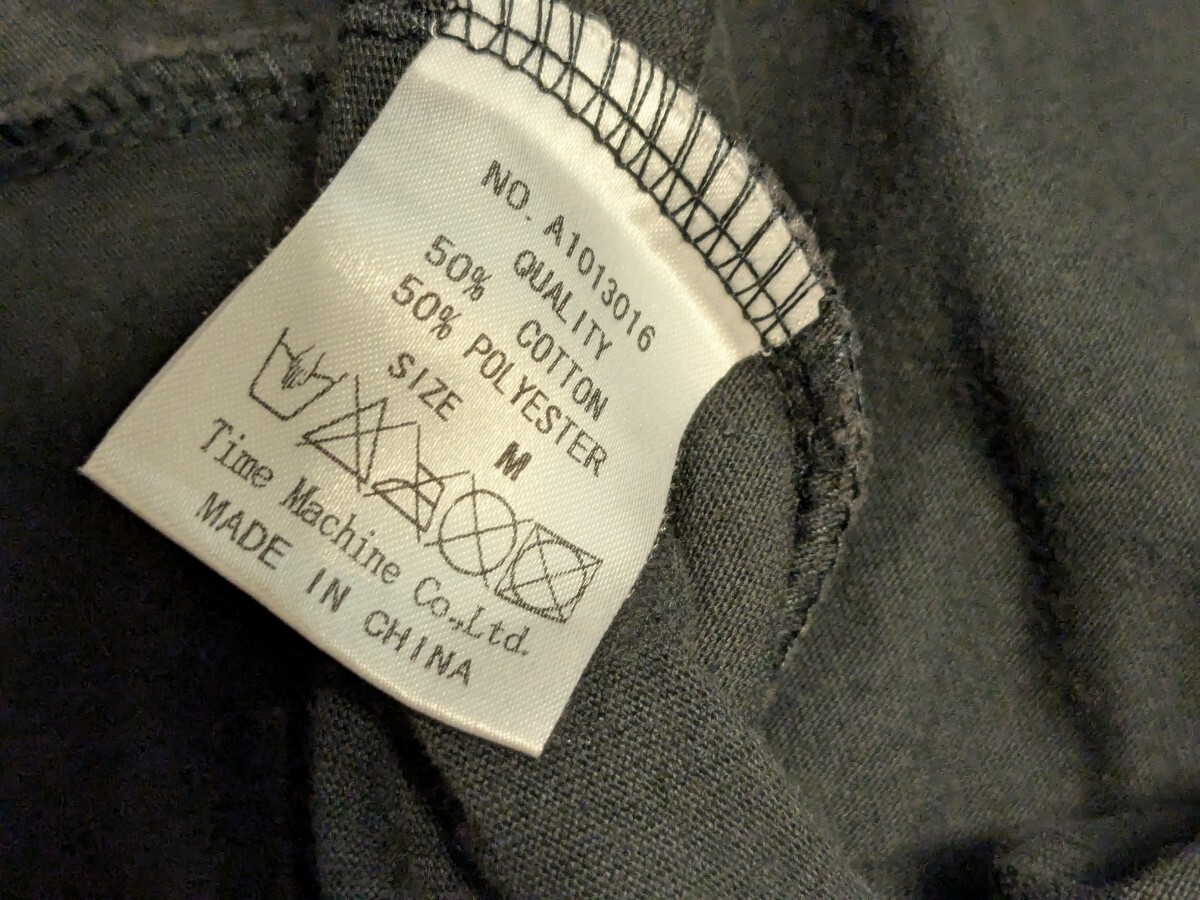 NO. A1013016
QUALITY
50% COTTON
50% POLYESTER
SIZE M
Time Machine Co.,Ltd.
MADE IN CHINA